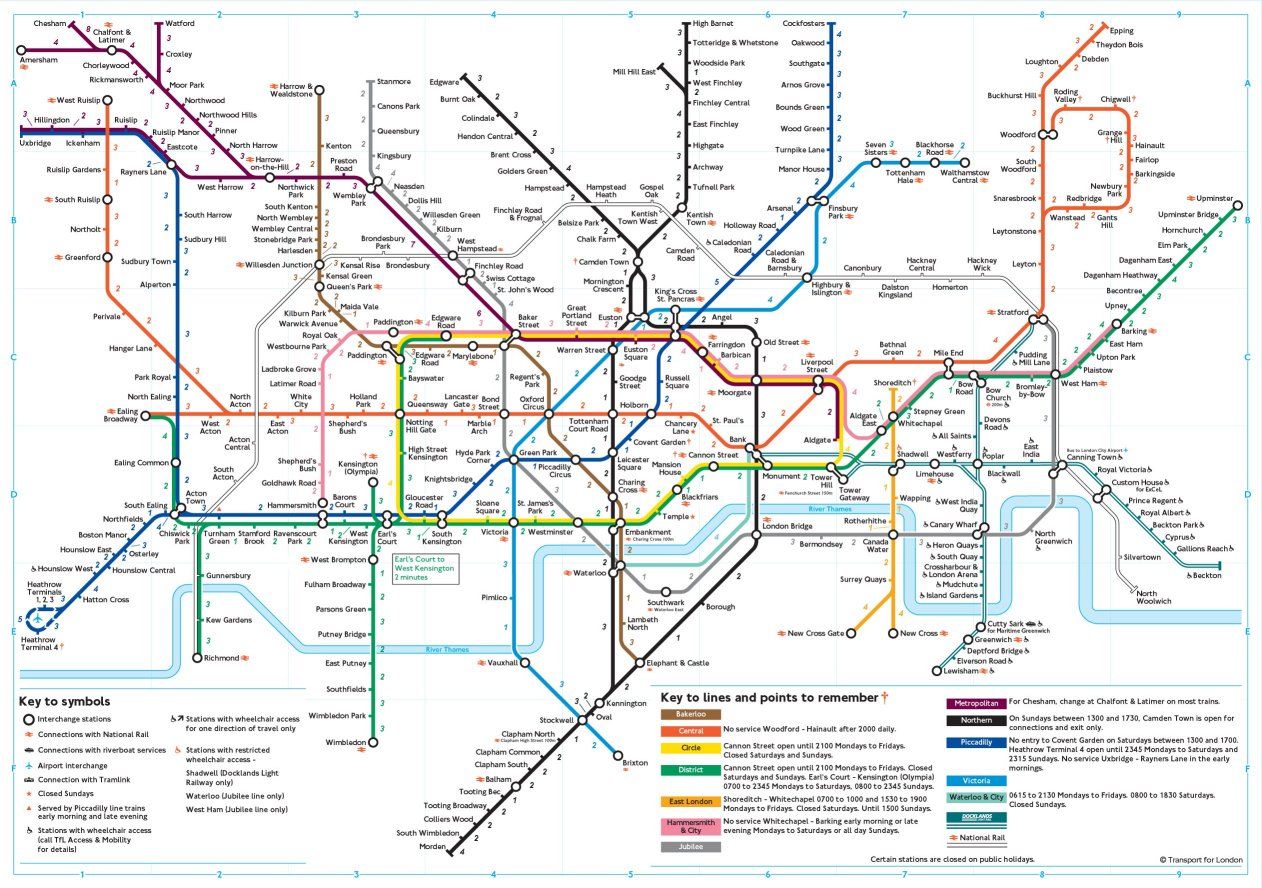 1 2 3 4 5 6 7 8 9
A
B
C
D
E
F
Chesham
Chalfont &
Latimer
Amersham
Watford
Croxley
Chorleywood
Rickmansworth
Moor Park
Northwood
Northwood Hills
Pinner
North Harrow
Harrow-
on-the-Hill
West Ruislip
Hillingdon
Ruislip
Uxbridge
Ickenham
Ruislip Manor
Eastcote
Rayners Lane
West Harrow
Northwick
Park
Preston
Road
Wembley
Park
Ruislip Gardens
South Ruislip
Northolt
Greenford
Perivale
Hanger Lane
South Harrow
Sudbury Hill
Sudbury Town
Alperton
Park Royal
North Ealing
Ealing
Broadway
Ealing Common
South Ealing
Northfields
Boston Manor
Osterley
Hounslow East
Hounslow Central
Hounslow West
Hatton Cross
Heathrow
Terminals
1, 2, 3
Heathrow
Terminal 4†
Harrow &
Wealdstone
Kenton
South Kenton
North Wembley
Wembley Central
Stonebridge Park
Harlesden
Willesden Junction
Kensal Rise
Brondesbury
Park
Brondesbury
Kensal Green
Queen's Park
Kilburn Park
Maida Vale
Warwick Avenue
Royal Oak
Westbourne Park
Ladbroke Grove
Latimer Road
Paddington
Paddington
Edgware
Road
Edgware
Road
Marylebone
Baker
Street
Stanmore
Canons Park
Queensbury
Kingsbury
Neasden
Dollis Hill
Willesden Green
Kilburn
West
Hampstead
Finchley Road
Swiss Cottage
St. John's Wood
Edgware
Burnt Oak
Colindale
Hendon Central
Brent Cross
Golders Green
Hampstead
Hampstead
Heath
Gospel
Oak
Finchley Road
& Frognal
Belsize Park
Chalk Farm
Camden Town
Mornington
Crescent
Kentish
Town West
Kentish
Town
Camden
Road
High Barnet
Totteridge & Whetstone
Woodside Park
Mill Hill East
West Finchley
Finchley Central
East Finchley
Highgate
Archway
Tufnell Park
Cockfosters
Oakwood
Southgate
Arnos Grove
Bounds Green
Wood Green
Turnpike Lane
Manor House
Arsenal
Finsbury
Park
Holloway Road
Caledonian
Road
Caledonian
Road &
Barnsbury
Highbury &
Islington
Canonbury
Dalston
Kingsland
Hackney
Central
Homerton
Hackney
Wick
Seven
Sisters
Tottenham
Hale
Blackhorse
Road
Walthamstow
Central
Epping
Theydon Bois
Debden
Loughton
Buckhurst Hill
Roding
Valley†
Chigwell†
Woodford
Grange
Hill
Hainault
Fairlop
Barkingside
Newbury
Park
South
Woodford
Snaresbrook
Redbridge
Wanstead
Gants
Hill
Leytonstone
Leyton
Stratford
Upminster
Upminster Bridge
Hornchurch
Elm Park
Dagenham East
Dagenham Heathway
Becontree
Upney
Barking
East Ham
Upton Park
Plaistow
West Ham
Great
Portland
Street
Euston
King's Cross
St. Pancras
Angel
Old Street
Warren Street
Euston
Square
Farringdon
Barbican
Moorgate
Liverpool
Street
Bethnal
Green
Mile End
Pudding
Mill Lane
Bow
Road
Bow
Church
Bromley-
by-Bow
Shoreditch†
Stepney Green
Whitechapel
Aldgate
East
Aldgate
Regent's
Park
Goodge
Street
Russell
Square
North
Acton
West
Acton
East
Acton
White
City
Shepherd's
Bush
Holland
Park
Queensway
Bayswater
Notting
Hill Gate
Lancaster
Gate
Marble
Arch
Bond
Street
Oxford
Circus
Tottenham
Court Road
Holborn
Chancery
Lane
St. Paul's
Bank
Covent Garden†
Leicester
Square
Mansion
House
Cannon Street
Monument
Tower
Hill
Fenchurch Street 150m
Tower
Gateway
Acton
Central
South
Acton
Acton
Town
Shepherd's
Bush
Goldhawk Road
Hammersmith
Kensington
(Olympia)
†
High Street
Kensington
Barons
Court
Gloucester
Road
Earl's
Court
West
Kensington
South
Kensington
Knightsbridge
Hyde Park
Corner
Green Park
Piccadilly
Circus
St. James's
Park
Sloane
Square
Victoria
Westminster
Charing
Cross
Embankment
Charing Cross 100m
Temple
Blackfriars
Chiswick
Park
Turnham
Green
Stamford
Brook
Ravenscourt
Park
Gunnersbury
Kew Gardens
Richmond
Earl's Court to
West Kensington
2 minutes
West Brompton
Fulham Broadway
Parsons Green
Putney Bridge
East Putney
Southfields
Wimbledon Park
Wimbledon
River Thames
River Thames
Pimlico
Vauxhall
Stockwell
Brixton
Waterloo
Southwark
Waterloo East
Lambeth
North
Elephant & Castle
Borough
London Bridge
Bermondsey
Kennington
Oval
Clapham North
Clapham High Street 100m
Clapham Common
Clapham South
Balham
Tooting Bec
Tooting Broadway
Colliers Wood
South Wimbledon
Morden
Shadwell
Wapping
Rotherhithe
Canada
Water
Surrey Quays
New Cross Gate
New Cross
Devons
Road
All Saints
Limehouse
Westferry
Poplar
Blackwall
East
India
Canning Town
Bus to London City Airport
Royal Victoria
Custom House
for ExCeL
Prince Regent
Royal Albert
Beckton Park
Cyprus
Gallions Reach
Beckton
Silvertown
North
Woolwich
North
Greenwich
West India
Quay
Canary Wharf
Heron Quays
South Quay
Crossharbour &
London Arena
Mudchute
Island Gardens
Cutty Sark
for Maritime Greenwich
Greenwich
Deptford Bridge
Elverson Road
Lewisham
Key to symbols
Interchange stations
Connections with National Rail
Connections with riverboat services
Airport interchange
Connection with Tramlink
Closed Sundays
Served by Piccadilly line trains
early morning and late evening
Stations with wheelchair access
(call TfL Access & Mobility
for details)
Stations with wheelchair access
for one direction of travel only
Stations with restricted
wheelchair access -
Shadwell (Docklands Light
Railway only)
Waterloo (Jubilee line only)
West Ham (Jubilee line only)
Key to lines and points to remember †
Bakerloo
Central
No service Woodford - Hainault after 2000 daily.
Circle
Cannon Street open until 2100 Mondays to Fridays.
Closed Saturdays and Sundays.
District
Cannon Street open until 2100 Mondays to Fridays. Closed
Saturdays and Sundays. Earl's Court - Kensington (Olympia)
0700 to 2345 Mondays to Saturdays, 0800 to 2345 Sundays.
East London
Shoreditch - Whitechapel 0700 to 1000 and 1530 to 1900
Mondays to Fridays. Closed Saturdays. Until 1500 Sundays.
Hammersmith
& City
No service Whitechapel - Barking early morning or late
evening Mondays to Saturdays or all day Sundays.
Jubilee
Metropolitan
For Chesham, change at Chalfont & Latimer on most trains.
Northern
On Sundays between 1300 and 1730, Camden Town is open for
connections and exit only.
Piccadilly
No entry to Covent Garden on Saturdays between 1300 and 1700.
Heathrow Terminal 4 open until 2345 Mondays to Saturdays and
2315 Sundays. No service Uxbridge - Rayners Lane in the early
mornings.
Victoria
Waterloo & City
0615 to 2130 Mondays to Fridays. 0800 to 1830 Saturdays.
Closed Sundays.
DOCKLANDS
National Rail
Certain stations are closed on public holidays.
© Transport for London
1 2 3 4 5 6 7 8 9